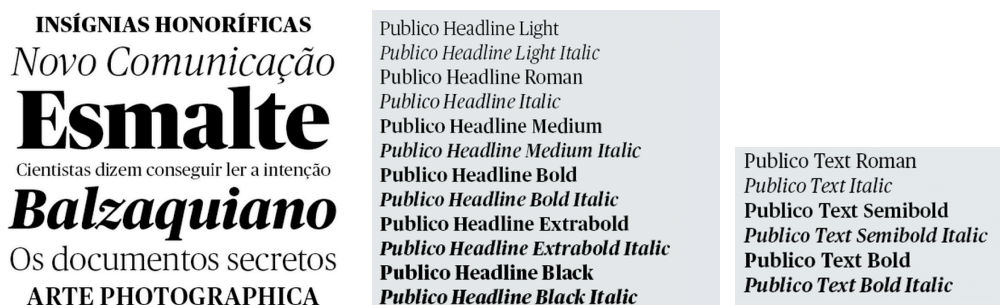 INSÍGNIAS HONORÍFICAS
Novo Comunicação
Esmalte
Cientistas dizem conseguir ler a intenção
Balzaquiano
Os documentos secretos
ARTE PHOTOGRAPHICA
Publico Headline Light
Publico Headline Light Italic
Publico Headline Roman
Publico Headline Italic
Publico Headline Medium
Publico Headline Medium Italic
Publico Headline Bold
Publico Headline Bold Italic
Publico Headline Extrabold
Publico Headline Extrabold Italic
Publico Headline Black
Publico Headline Black Italic
Publico Text Roman
Publico Text Italic
Publico Text Semibold
Publico Text Semibold Italic
Publico Text Bold
Publico Text Bold Italic